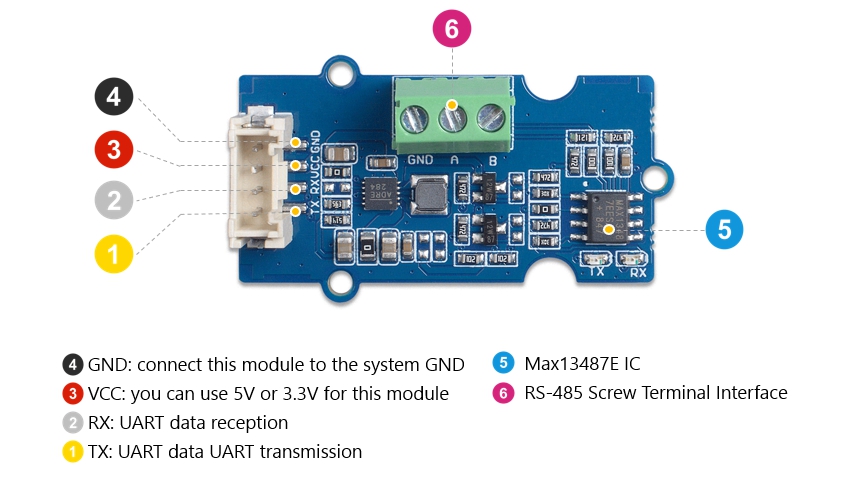 6
4
3
2
1
5
GND
VCC
RX
TX
GND A B
ADRE
284
TX RX
4 GND: connect this module to the system GND
3 VCC: you can use 5V or 3.3V for this module
2 RX: UART data reception
1 TX: UART data UART transmission
5 Max13487E IC
6 RS-485 Screw Terminal Interface